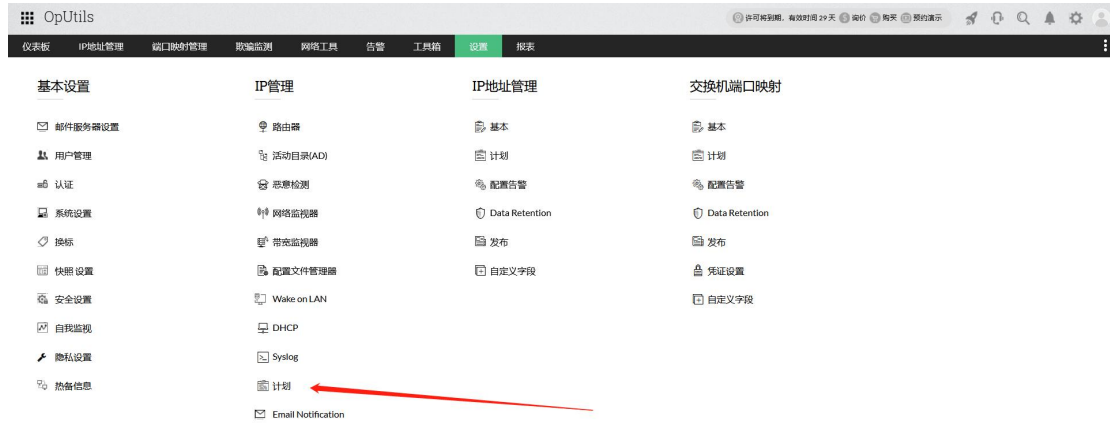 OpUtils
许可将到期。有效时间 29 天 询价 购买 预约演示
仪表板 IP地址管理 端口映射管理 欺骗监测 网络工具 告警 工具箱 设置 报表
基本设置
邮件服务器设置
用户管理
认证
系统设置
换标
快照设置
安全设置
自我监视
隐私设置
热备信息
IP管理
路由器
活动目录(AD)
恶意检测
网络监视器
带宽监视器
配置文件管理器
Wake on LAN
DHCP
Syslog
计划
Email Notification
IP地址管理
基本
计划
配置告警
Data Retention
发布
自定义字段
交换机端口映射
基本
计划
配置告警
Data Retention
发布
凭证设置
自定义字段